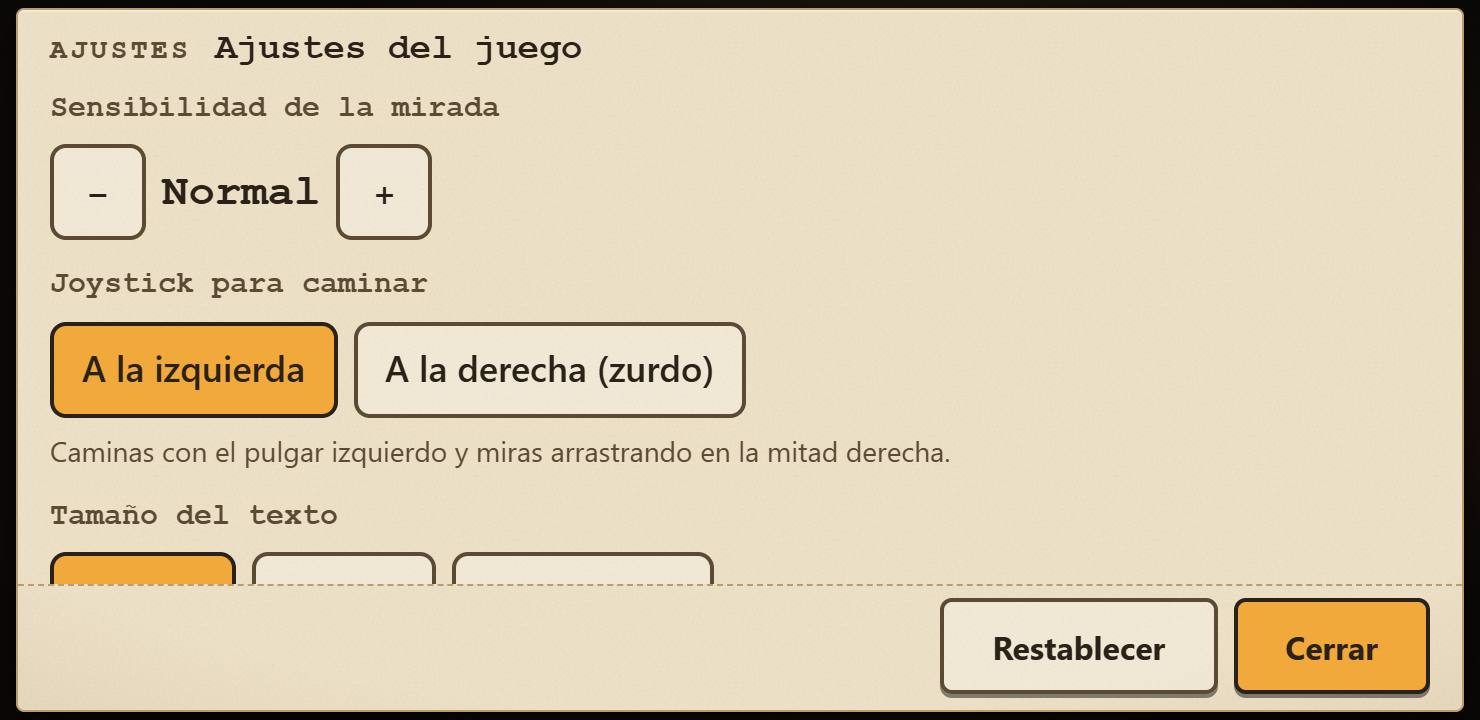 AJUSTES Ajustes del juego
Sensibilidad de la mirada
– Normal +
Joystick para caminar
A la izquierda A la derecha (zurdo)
Caminas con el pulgar izquierdo y miras arrastrando en la mitad derecha.
Tamaño del texto
Restablecer Cerrar